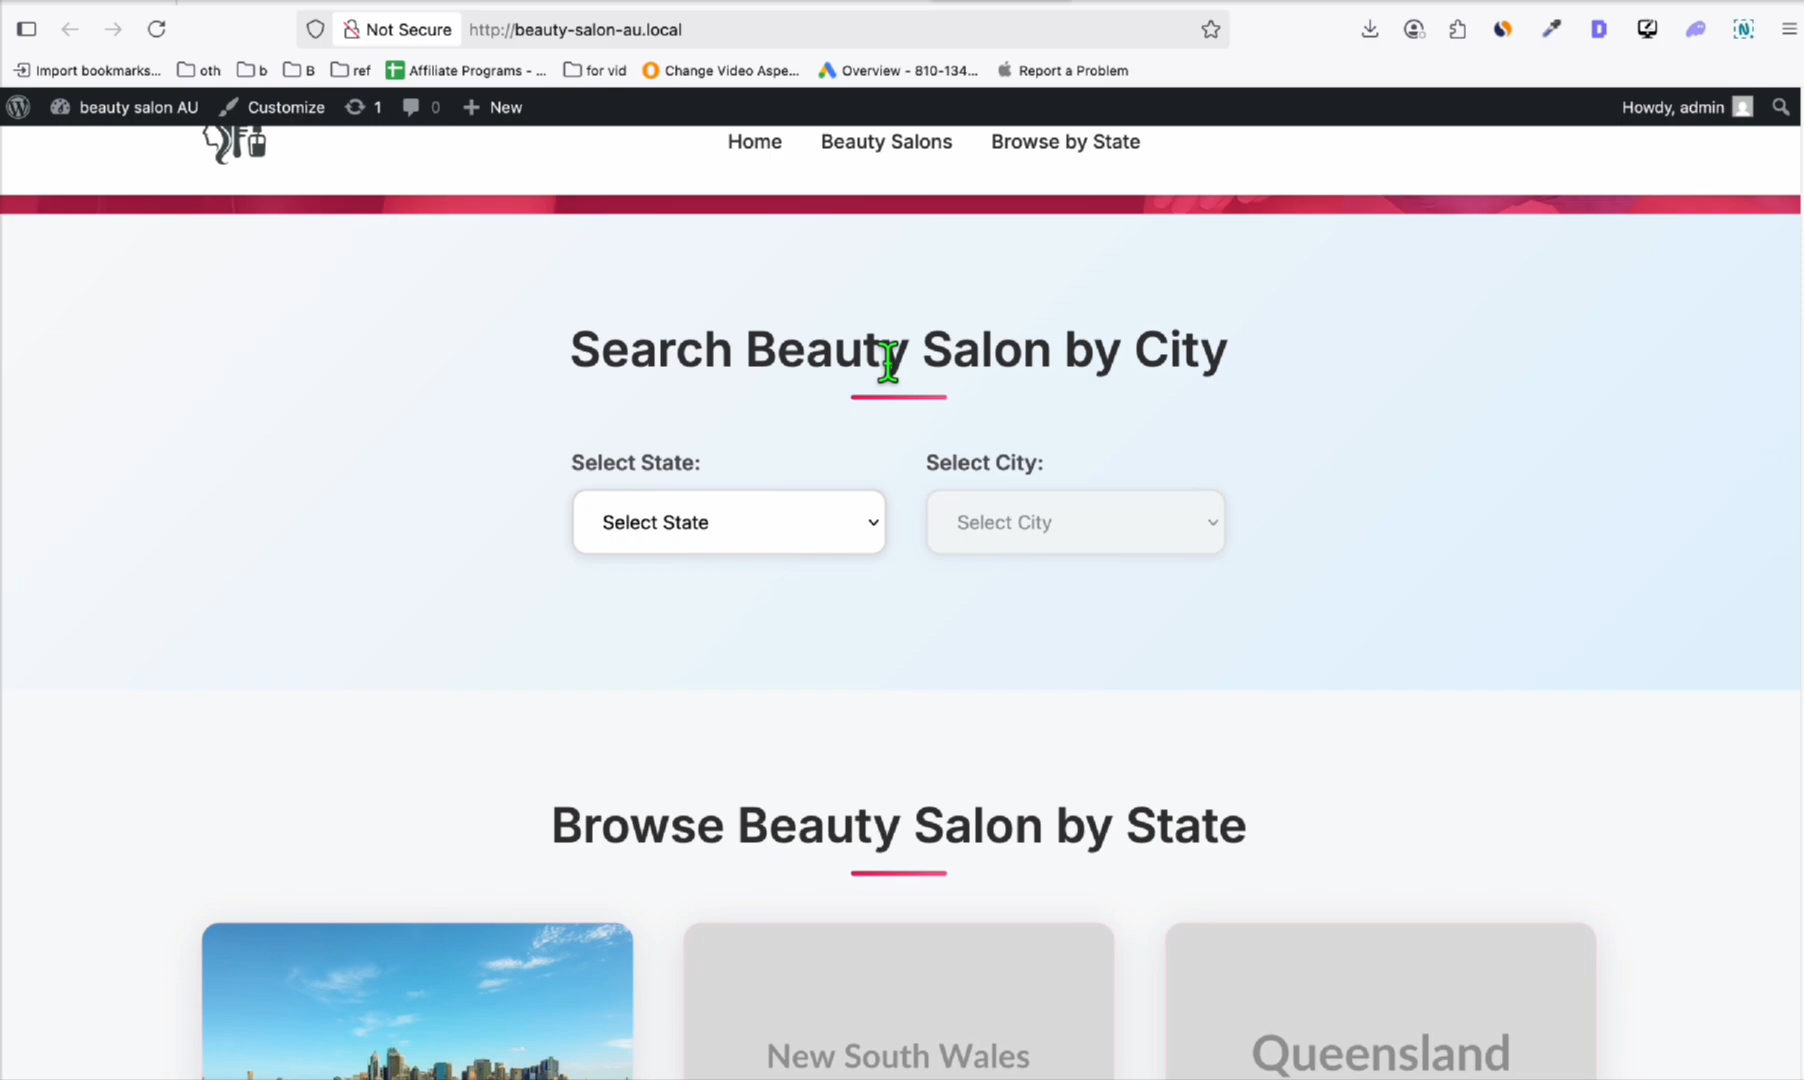 Not Secure http://beauty-salon-au.local
Import bookmarks... oth b B ref Affiliate Programs - ... for vid Change Video Aspe... Overview - 810-134... Report a Problem
beauty salon AU Customize 1 0 New Howdy, admin
Home Beauty Salons Browse by State
Search Beauty Salon by City
Select State: Select City:
Select State Select City
Browse Beauty Salon by State
New South Wales Queensland